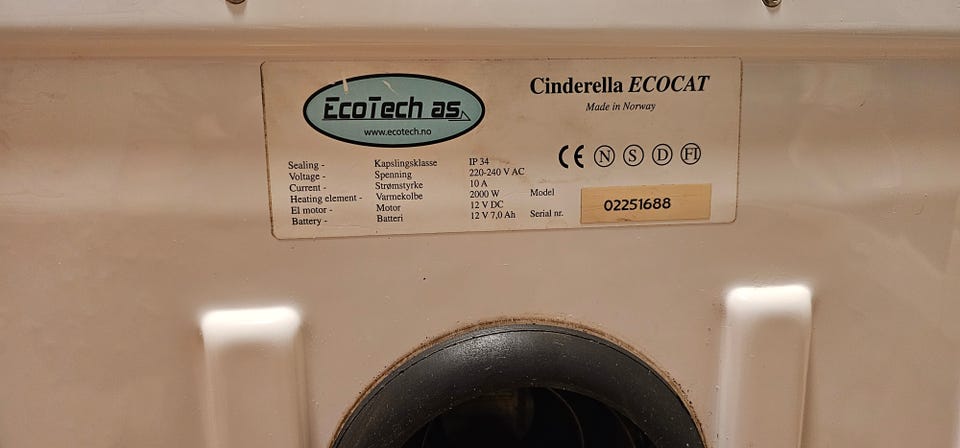 EcoTech as
www.ecotech.no
Cinderella ECOCAT
Made in Norway
CE N S D FI
Sealing - Kapslingsklasse IP 34
Voltage - Spenning 220-240 V AC
Current - Strømstyrke 10 A
Heating element - Varmekolbe 2000 W
El motor - Motor 12 V DC
Battery - Batteri 12 V 7,0 Ah
Model
Serial nr.
02251688